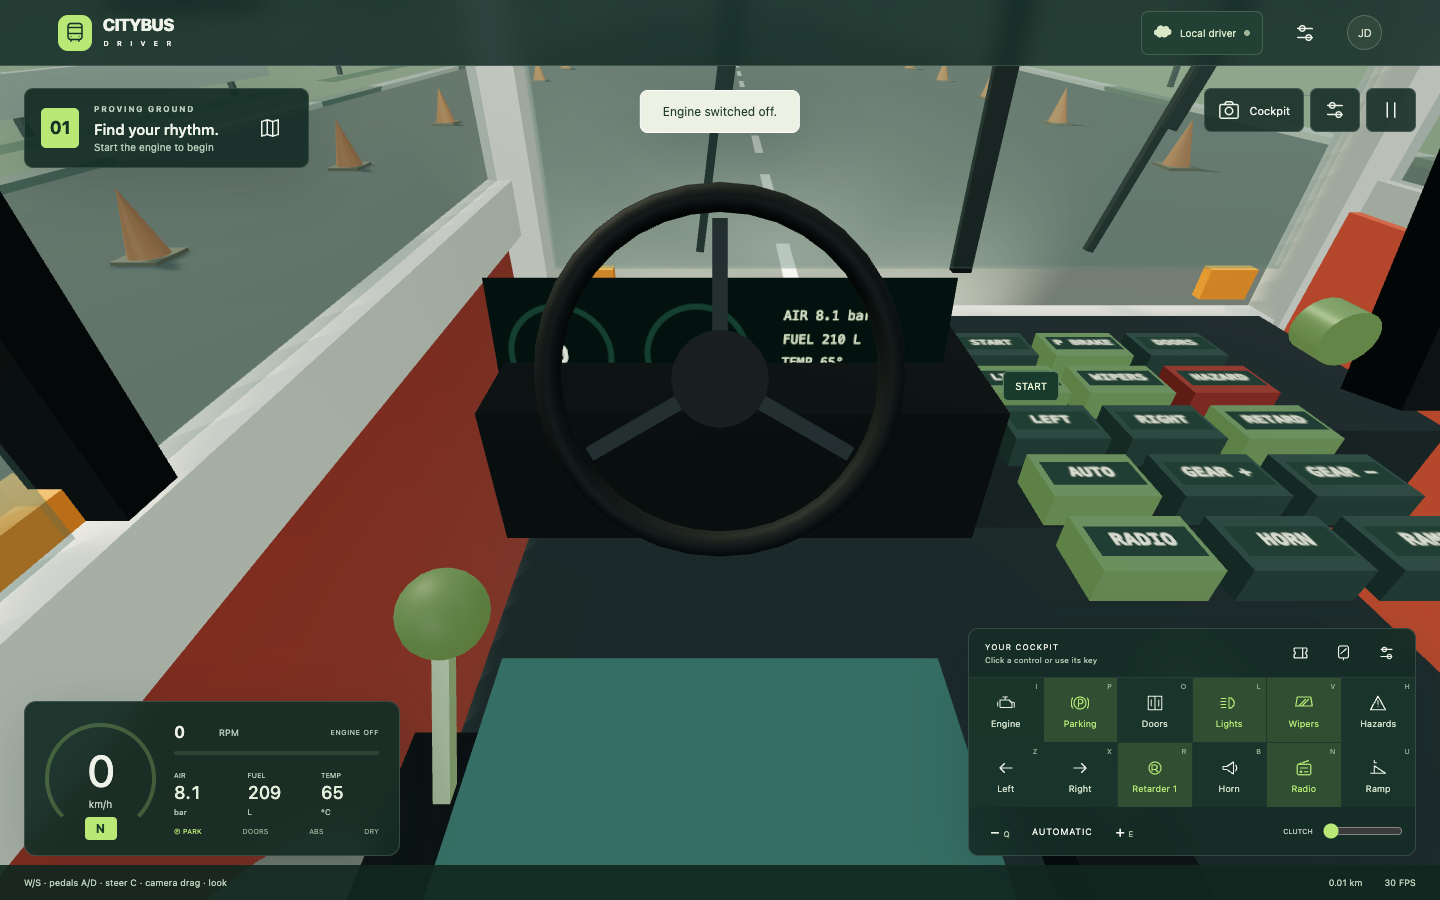 CITYBUS
DRIVER
Local driver
JD
01
PROVING GROUND
Find your rhythm.
Start the engine to begin
Engine switched off.
Cockpit
AIR 8.1 bar
FUEL 210 L
TEMP 65°
START
P BRAKE
DOORS
WIPERS
HAZARD
START
LEFT
RIGHT
RETARD
AUTO
GEAR +
GEAR -
RADIO
HORN
YOUR COCKPIT
Click a control or use its key
I
P
O
L
V
H
Engine
Parking
Doors
Lights
Wipers
Hazards
Z
X
R
B
N
U
Left
Right
Retarder 1
Horn
Radio
Ramp
− Q
AUTOMATIC
+ E
CLUTCH
0
km/h
N
0
RPM
ENGINE OFF
AIR
FUEL
TEMP
8.1
209
65
bar
L
°C
Ⓟ PARK
DOORS
ABS
DRY
W/S · pedals A/D · steer C · camera drag · look
0.01 km
30 FPS